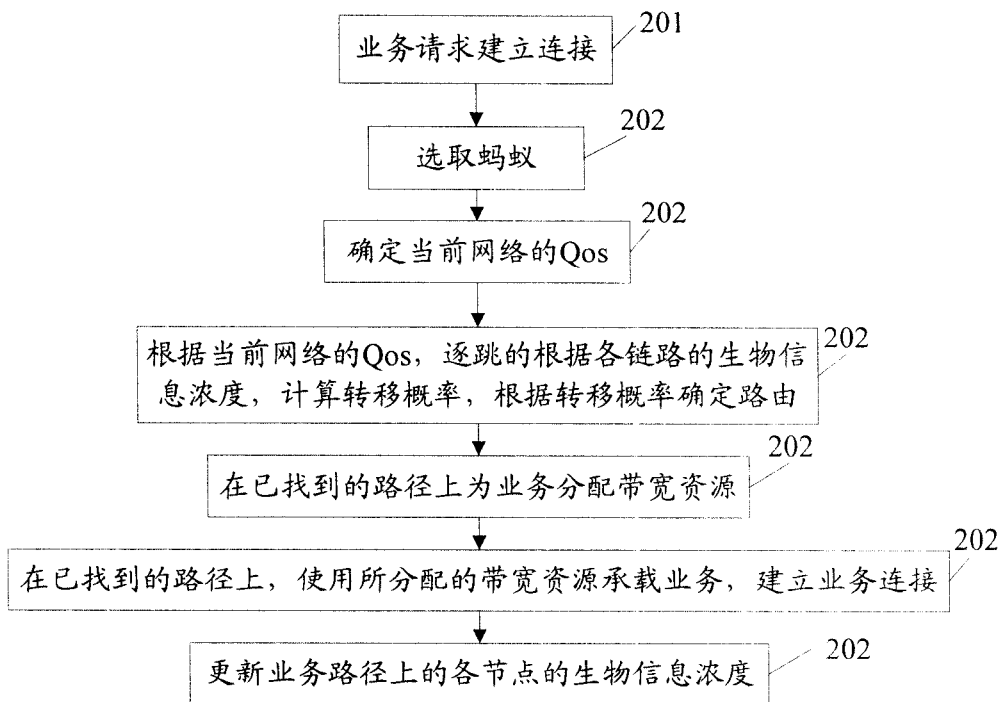 201
业务请求建立连接
202
选取蚂蚁
202
确定当前网络的Qos
202
根据当前网络的Qos，逐跳的根据各链路的生物信
息浓度，计算转移概率，根据转移概率确定路由
202
在已找到的路径上为业务分配带宽资源
202
在已找到的路径上，使用所分配的带宽资源承载业务，建立业务连接
202
更新业务路径上的各节点的生物信息浓度